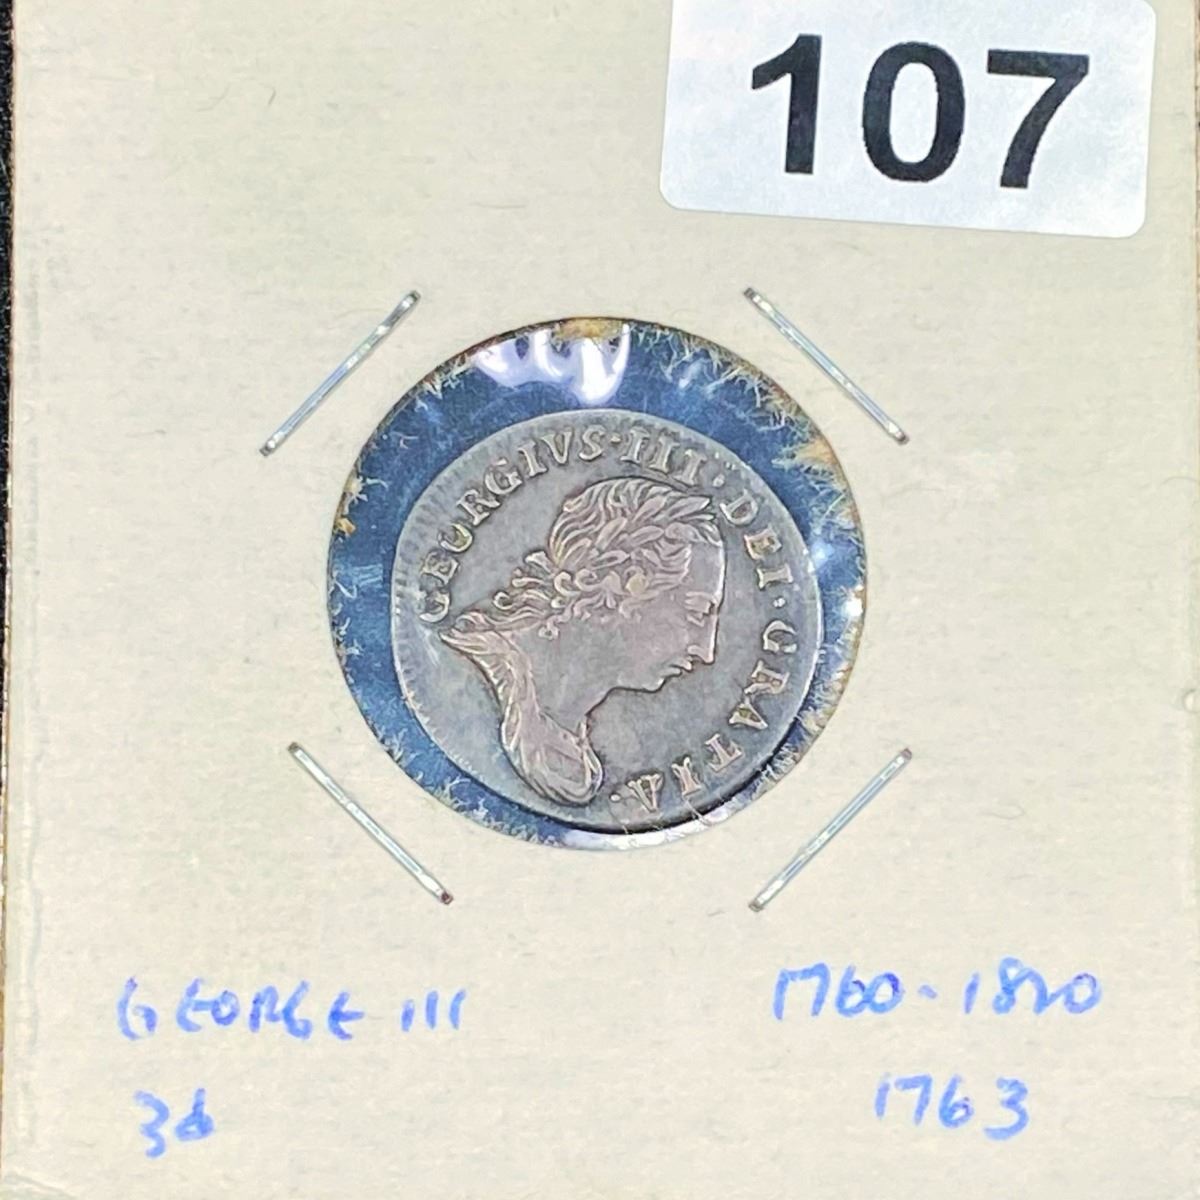 107
GEORGIVS·III·DEI·GRATIA·
GEORGE III
1760-1820
3d
1763